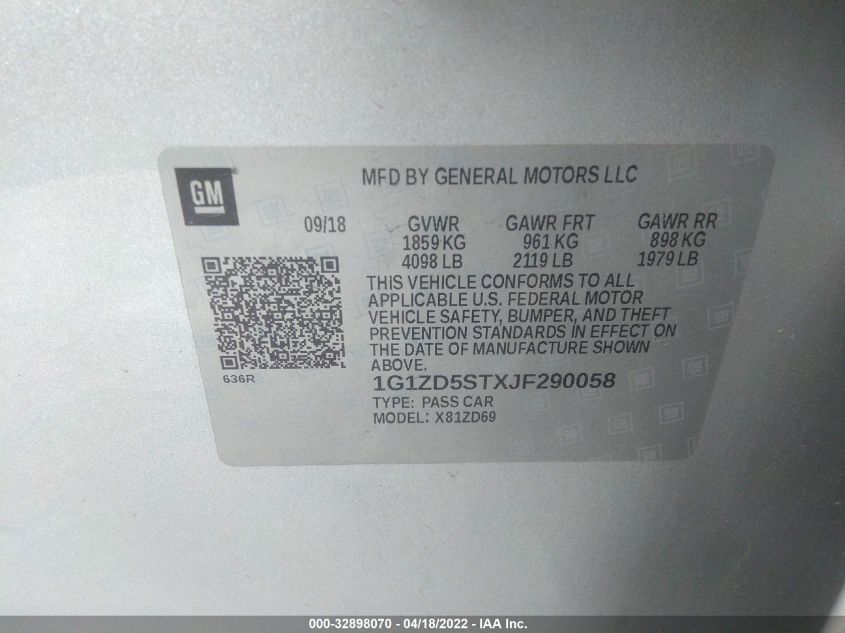 GM
MFD BY GENERAL MOTORS LLC
09/18 GVWR GAWR FRT GAWR RR
1859 KG 961 KG 898 KG
4098 LB 2119 LB 1979 LB
THIS VEHICLE CONFORMS TO ALL
APPLICABLE U.S. FEDERAL MOTOR
VEHICLE SAFETY, BUMPER, AND THEFT
PREVENTION STANDARDS IN EFFECT ON
THE DATE OF MANUFACTURE SHOWN
ABOVE.
636R
1G1ZD5STXJF290058
TYPE: PASS CAR
MODEL: X81ZD69
000-32898070 - 04/18/2022 - IAA Inc.